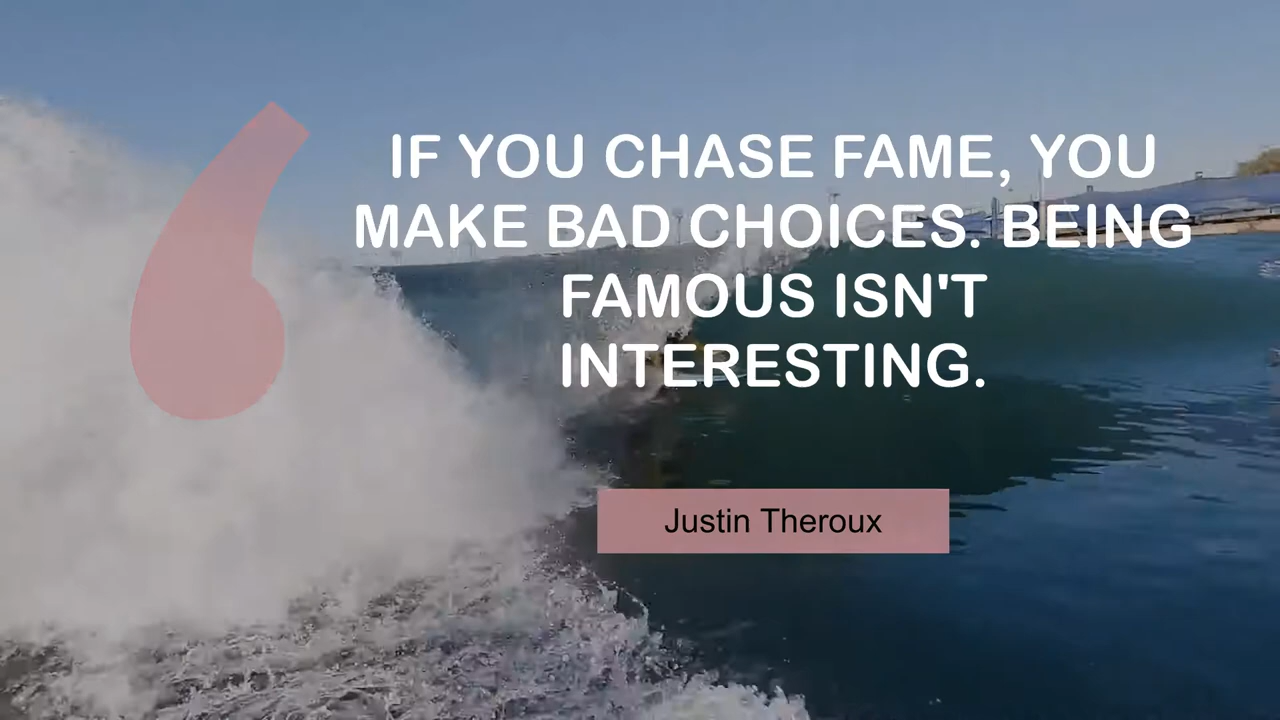 IF YOU CHASE FAME, YOU
MAKE BAD CHOICES. BEING
FAMOUS ISN'T
INTERESTING.
Justin Theroux